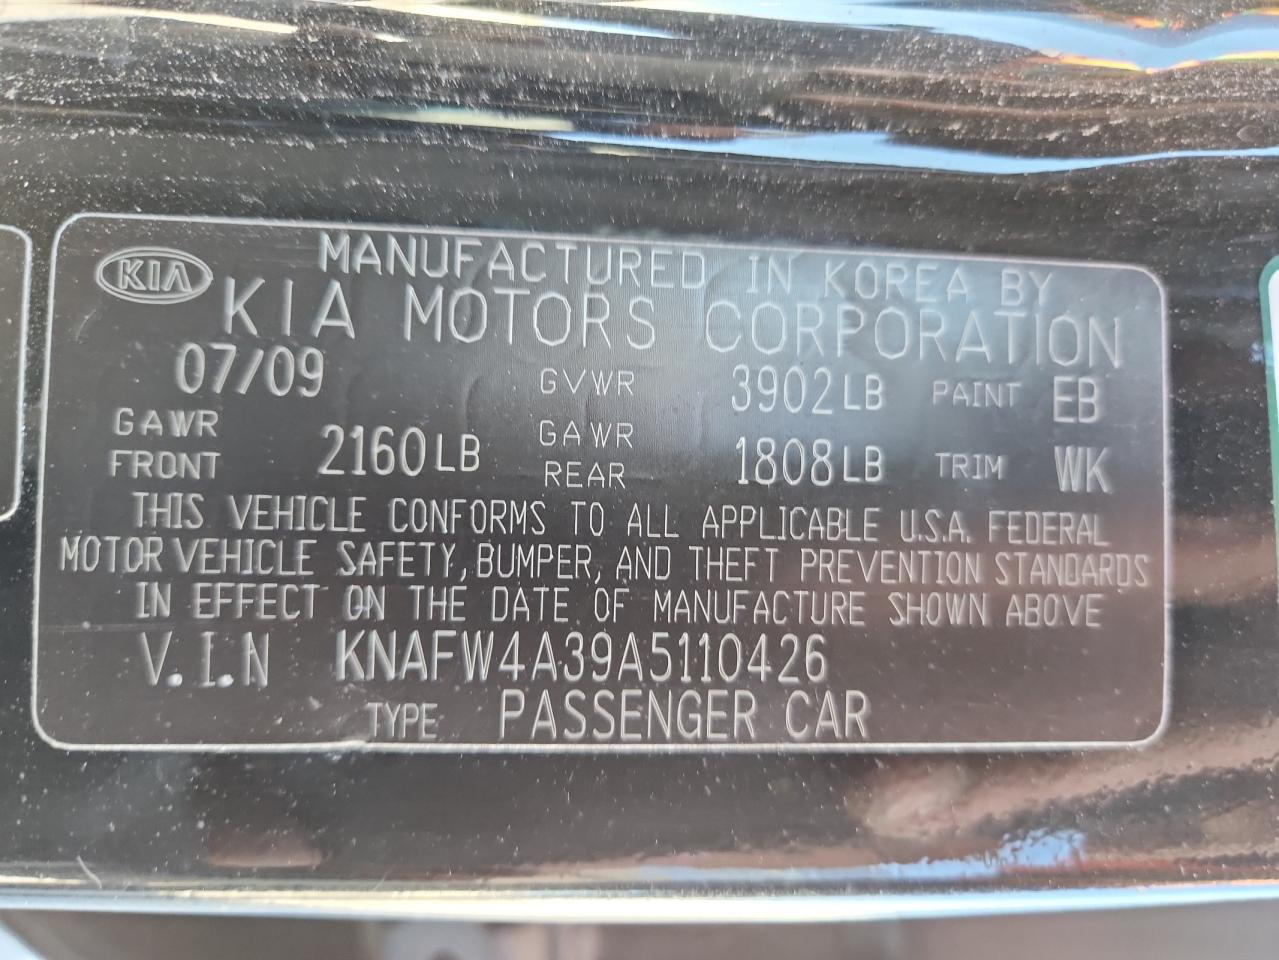 KIA MANUFACTURED IN KOREA BY
KIA MOTORS CORPORATION
07/09 GVWR 3902LB PAINT EB
GAWR FRONT 2160LB GAWR REAR 1808LB TRIM WK
THIS VEHICLE CONFORMS TO ALL APPLICABLE U.S.A. FEDERAL
MOTOR VEHICLE SAFETY, BUMPER, AND THEFT PREVENTION STANDARDS
IN EFFECT ON THE DATE OF MANUFACTURE SHOWN ABOVE
V.I.N KNAFW4A39A5110426
TYPE PASSENGER CAR